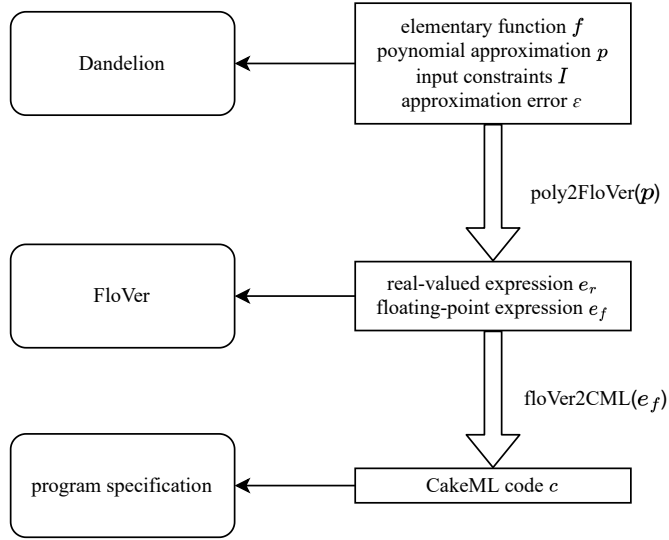 Dandelion
elementary function f
poynomial approximation p
input constraints I
approximation error ε
poly2FloVer(p)
FloVer
real-valued expression e_r
floating-point expression e_f
floVer2CML(e_f)
program specification
CakeML code c